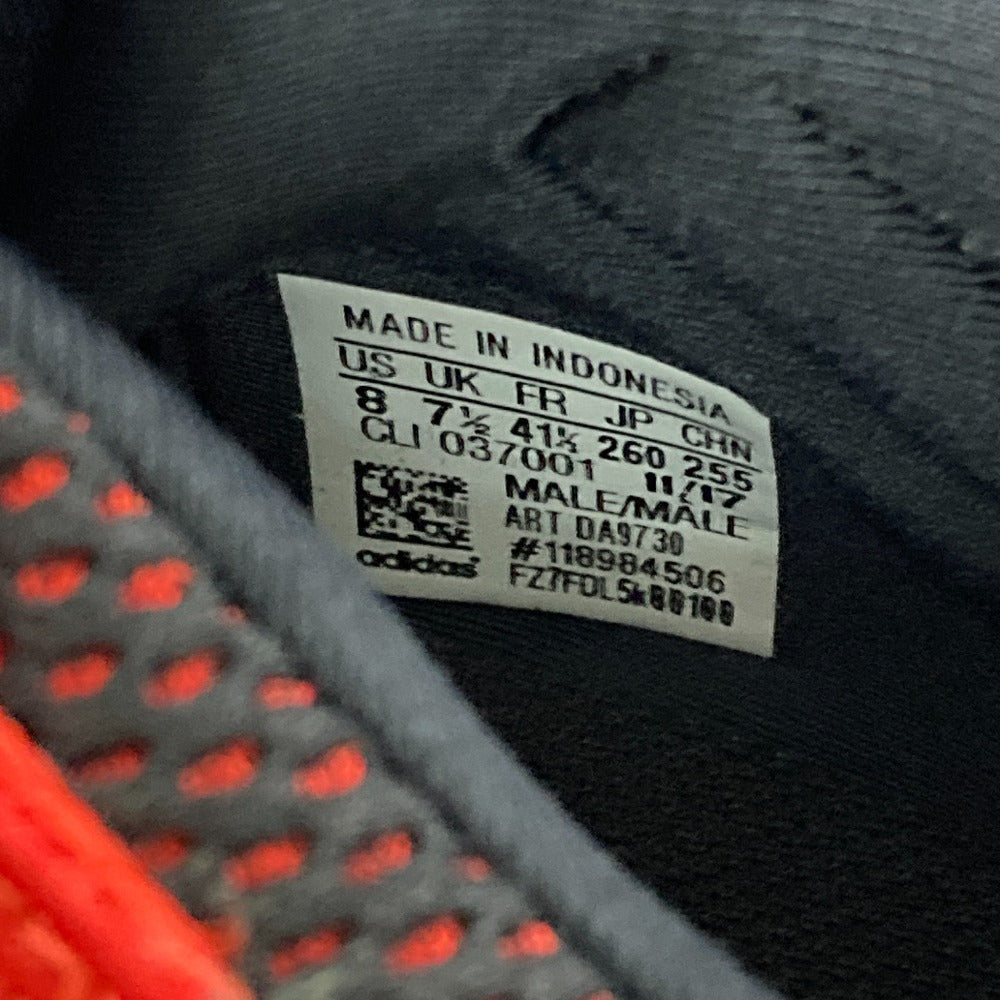 MADE IN INDONESIA
US UK FR JP CHN
8 7½ 41⅓ 260 255
CLI 037001 11/17
MALE/MÂLE
ART DA9730
#118984506
adidas